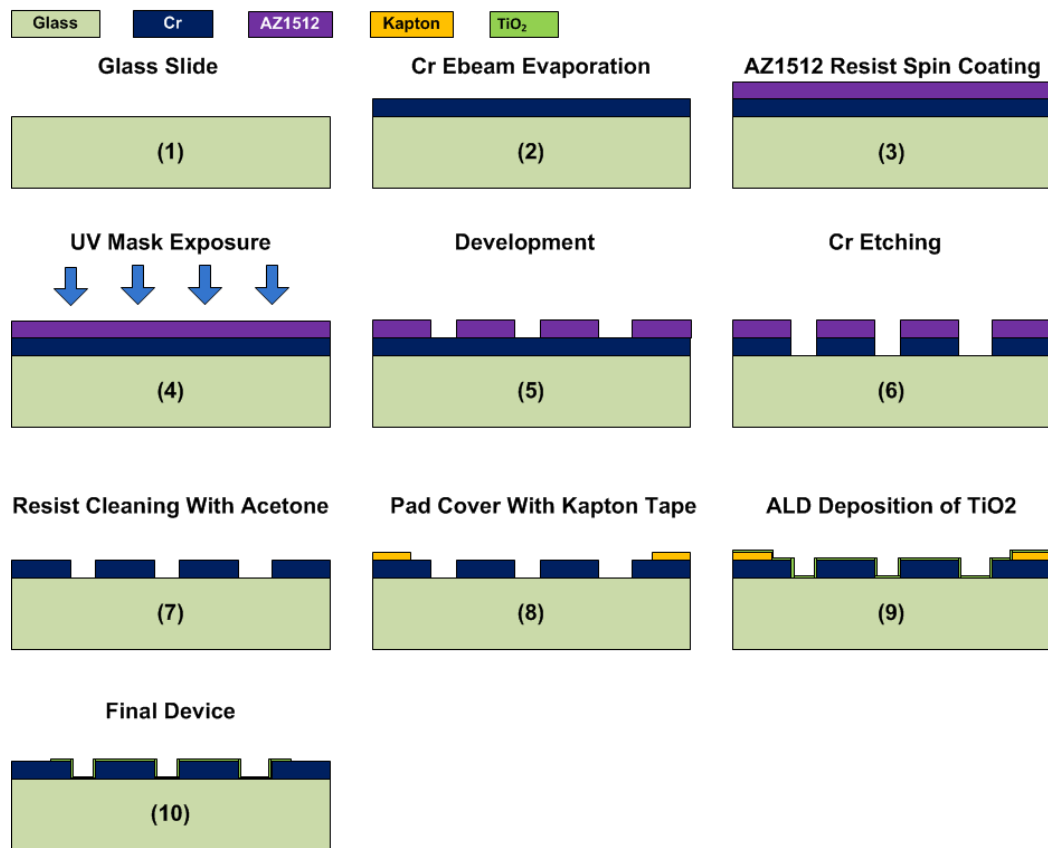 Glass Cr AZ1512 Kapton TiO₂
Glass Slide Cr Ebeam Evaporation AZ1512 Resist Spin Coating
(1) (2) (3)
UV Mask Exposure Development Cr Etching
(4) (5) (6)
Resist Cleaning With Acetone Pad Cover With Kapton Tape ALD Deposition of TiO2
(7) (8) (9)
Final Device
(10)